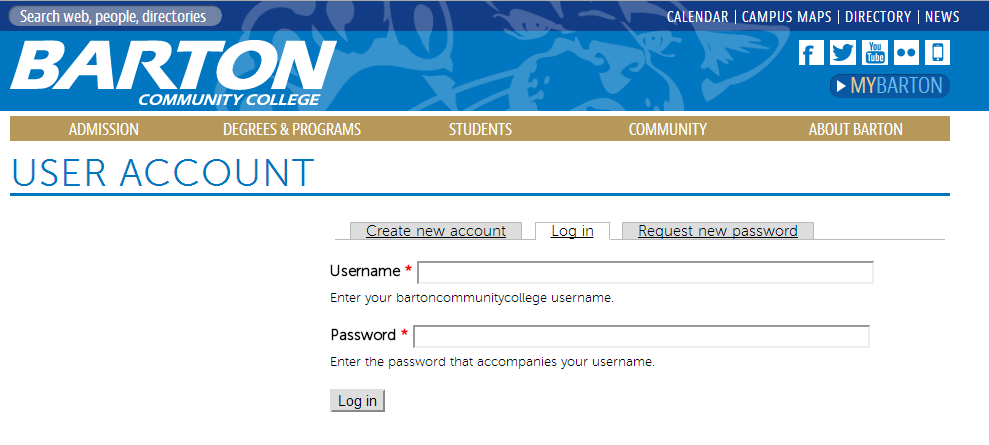 Search web, people, directories
CALENDAR | CAMPUS MAPS | DIRECTORY | NEWS
BARTON
COMMUNITY COLLEGE
You Tube
MYBARTON
ADMISSION DEGREES & PROGRAMS STUDENTS COMMUNITY ABOUT BARTON
USER ACCOUNT
Create new account Log in Request new password
Username *
Enter your bartoncommunitycollege username.
Password *
Enter the password that accompanies your username.
Log in